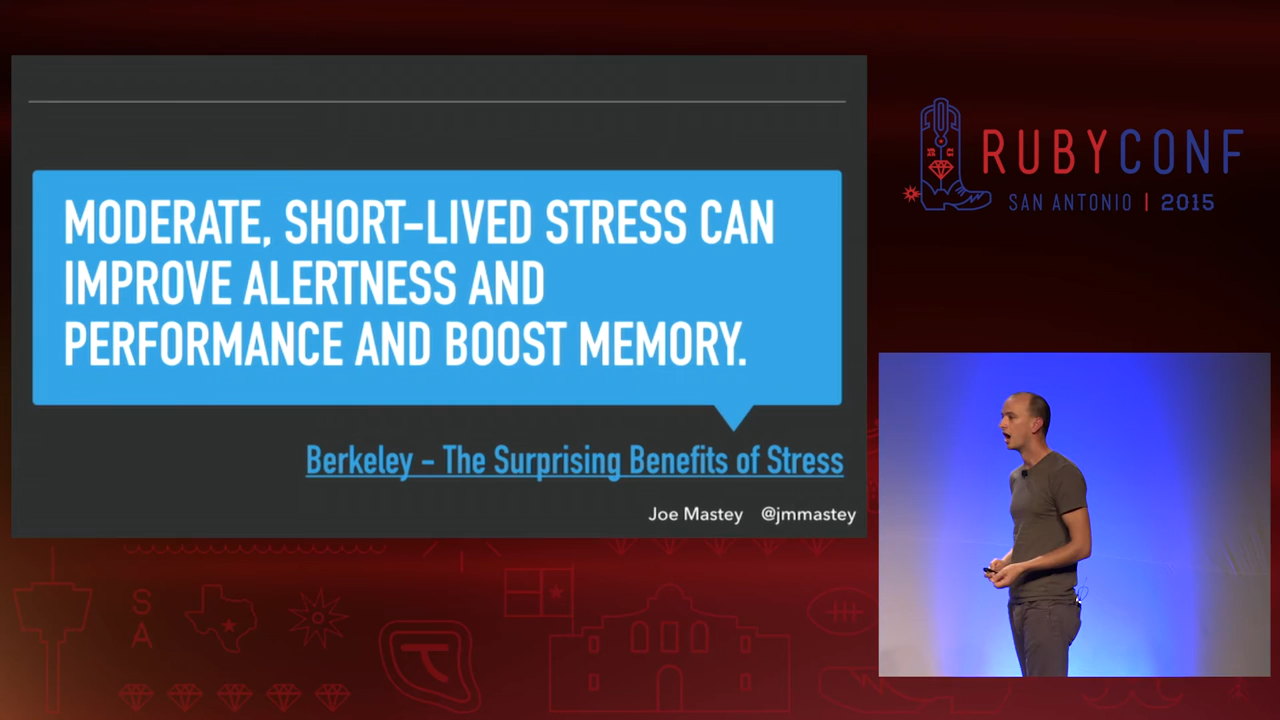 MODERATE, SHORT-LIVED STRESS CAN
IMPROVE ALERTNESS AND
PERFORMANCE AND BOOST MEMORY.
Berkeley - The Surprising Benefits of Stress
Joe Mastey @jmmastey
RUBYCONF
SAN ANTONIO | 2015
S
A